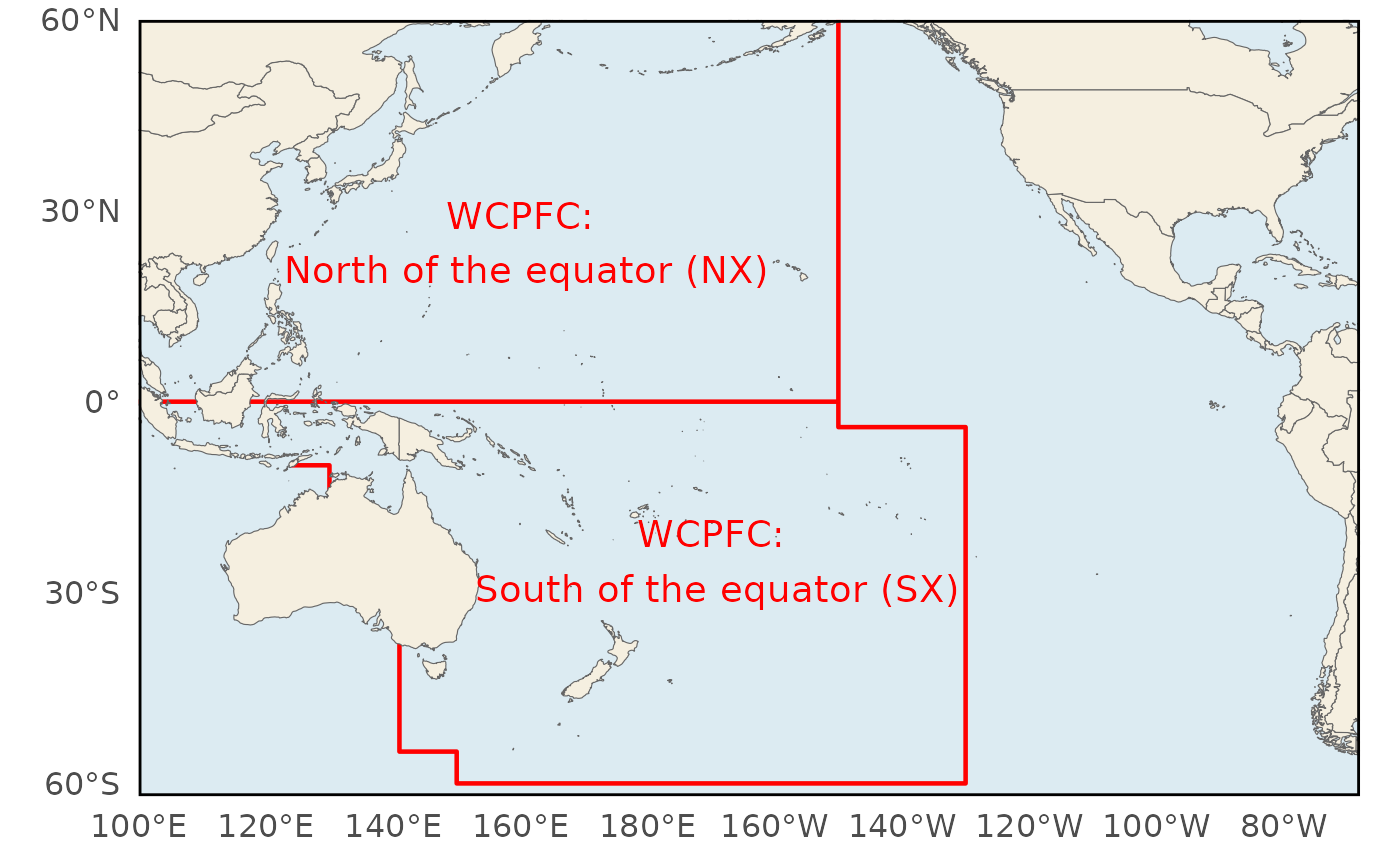 60°N
30°N
0°
30°S
60°S
WCPFC:
North of the equator (NX)
WCPFC:
South of the equator (SX)
100°E 120°E 140°E 160°E 180°E 160°W 140°W 120°W 100°W 80°W